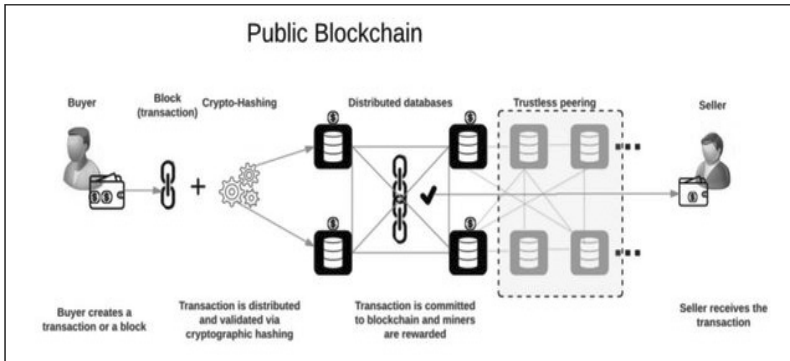 Public Blockchain
Buyer
Block
(transaction)
Crypto-Hashing
Distributed databases
Trustless peering
Seller
Buyer creates a
transaction or a block
Transaction is distributed
and validated via
cryptographic hashing
Transaction is committed
to blockchain and miners
are rewarded
Seller receives the
transaction